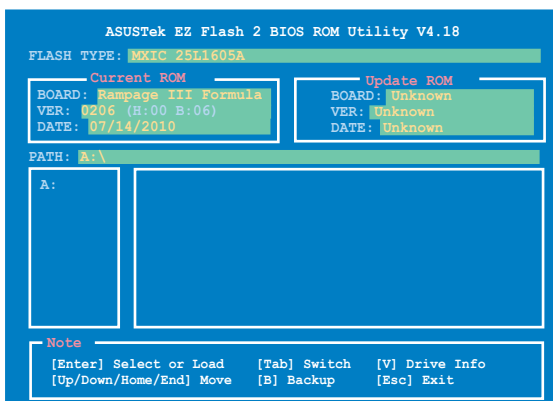 ASUSTek EZ Flash 2 BIOS ROM Utility V4.18
FLASH TYPE: MXIC 25L1605A
Current ROM
BOARD: Rampage III Formula
VER: 0206 (H:00 B:06)
DATE: 07/14/2010
Update ROM
BOARD: Unknown
VER: Unknown
DATE: Unknown
PATH: A:\
A:
Note
[Enter] Select or Load [Tab] Switch [V] Drive Info
[Up/Down/Home/End] Move [B] Backup [Esc] Exit